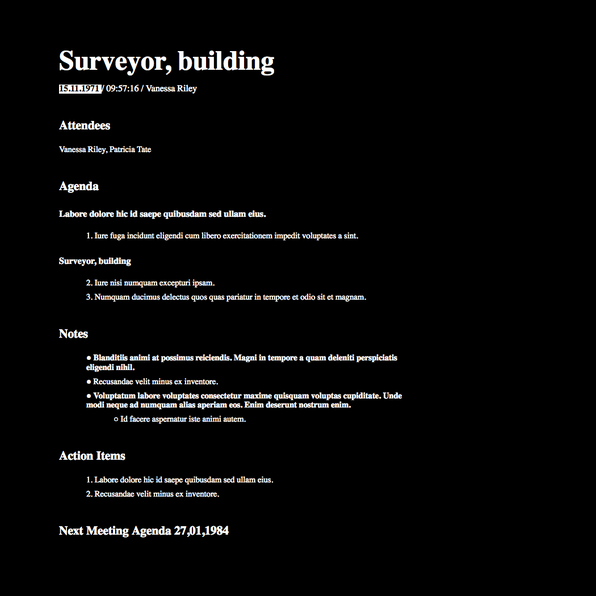 Surveyor, building
15.11.1971 / 09:57:16 / Vanessa Riley
Attendees
Vanessa Riley, Patricia Tate
Agenda
Labore dolore hic id saepe quibusdam sed ullam eius.
1. Iure fuga incidunt eligendi cum libero exercitationem impedit voluptates a sint.
Surveyor, building
2. Iure nisi numquam excepturi ipsam.
3. Numquam ducimus delectus quos quas pariatur in tempore et odio sit et magnam.
Notes
● Blanditiis animi at possimus reiciendis. Magni in tempore a quam deleniti perspiciatis
eligendi nihil.
● Recusandae velit minus ex inventore.
● Voluptatum labore voluptates consectetur maxime quisquam voluptas cupiditate. Unde
modi neque ad numquam alias aperiam eos. Enim deserunt nostrum enim.
○ Id facere aspernatur iste animi autem.
Action Items
1. Labore dolore hic id saepe quibusdam sed ullam eius.
2. Recusandae velit minus ex inventore.
Next Meeting Agenda 27,01,1984